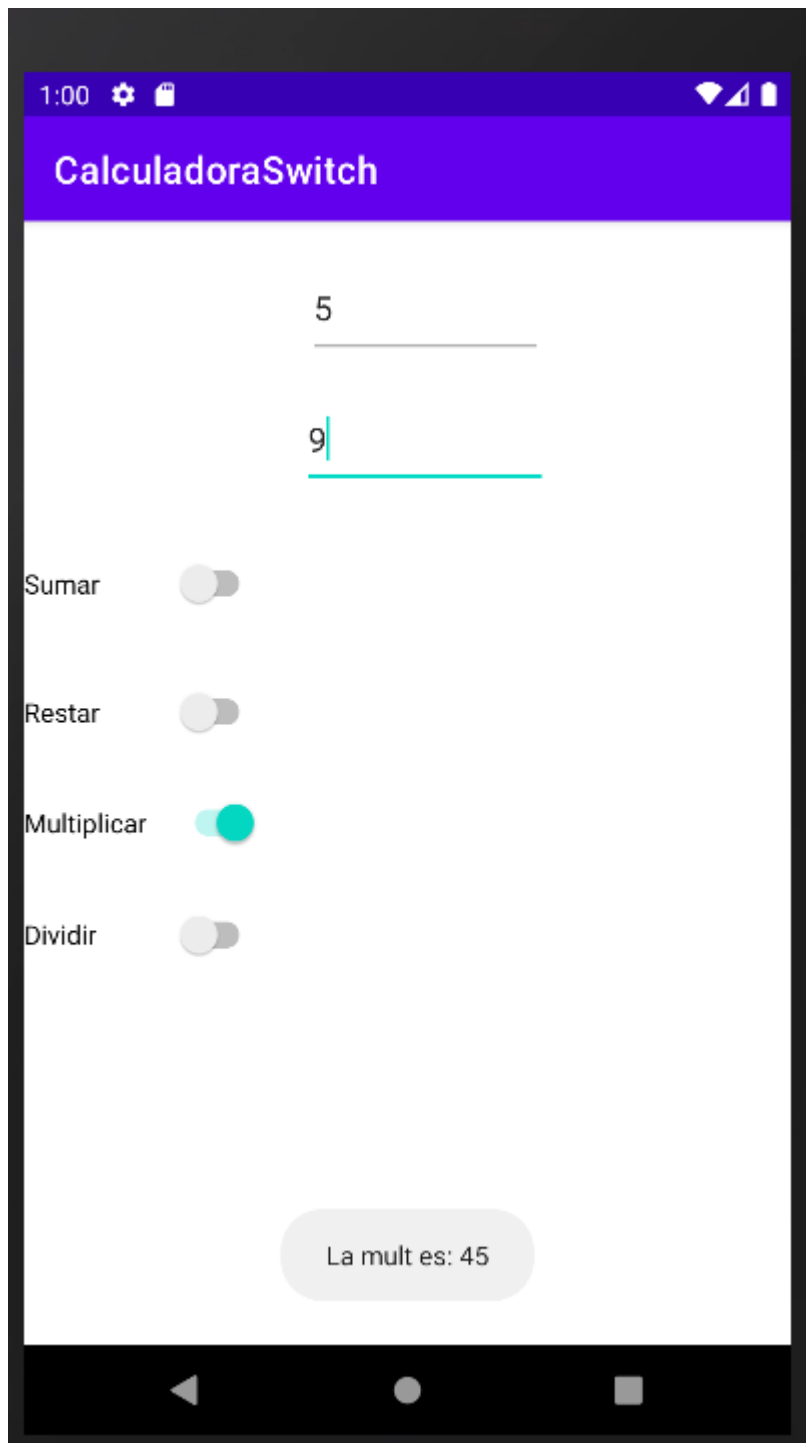 1:00
CalculadoraSwitch
5
9
Sumar
Restar
Multiplicar
Dividir
La mult es: 45